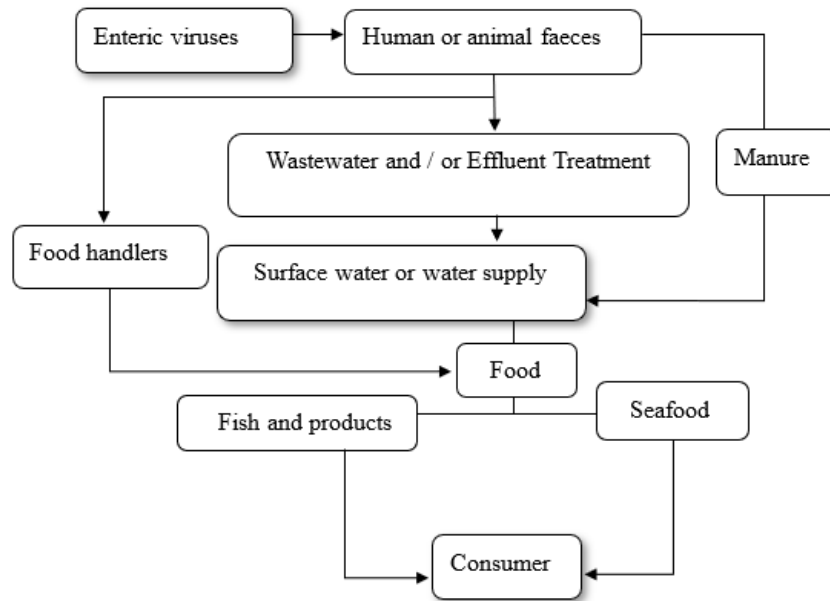 Enteric viruses
Human or animal faeces
Wastewater and / or Effluent Treatment
Manure
Food handlers
Surface water or water supply
Food
Fish and products
Seafood
Consumer